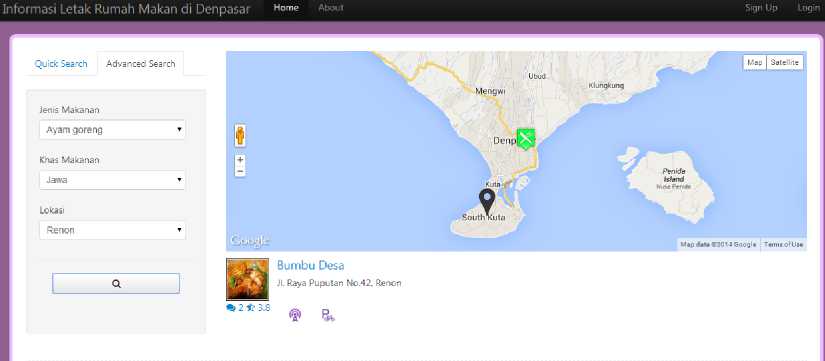 Informasi Letak Rumah Makan di Denpasar
Home
About
Sign Up
Login
Quick Search
Advanced Search
Jenis Makanan
Ayam goreng
Khas Makanan
Jawa
Lokasi
Renon
Map
Satellite
Ubud
Klungkung
Mengwi
Denp
Penida
Island
Nusa Penida
Kuta
South Kuta
+
−
Google
Map data ©2014 Google
Terms of Use
Bumbu Desa
Jl. Raya Puputan No.42, Renon
2
3.8
P